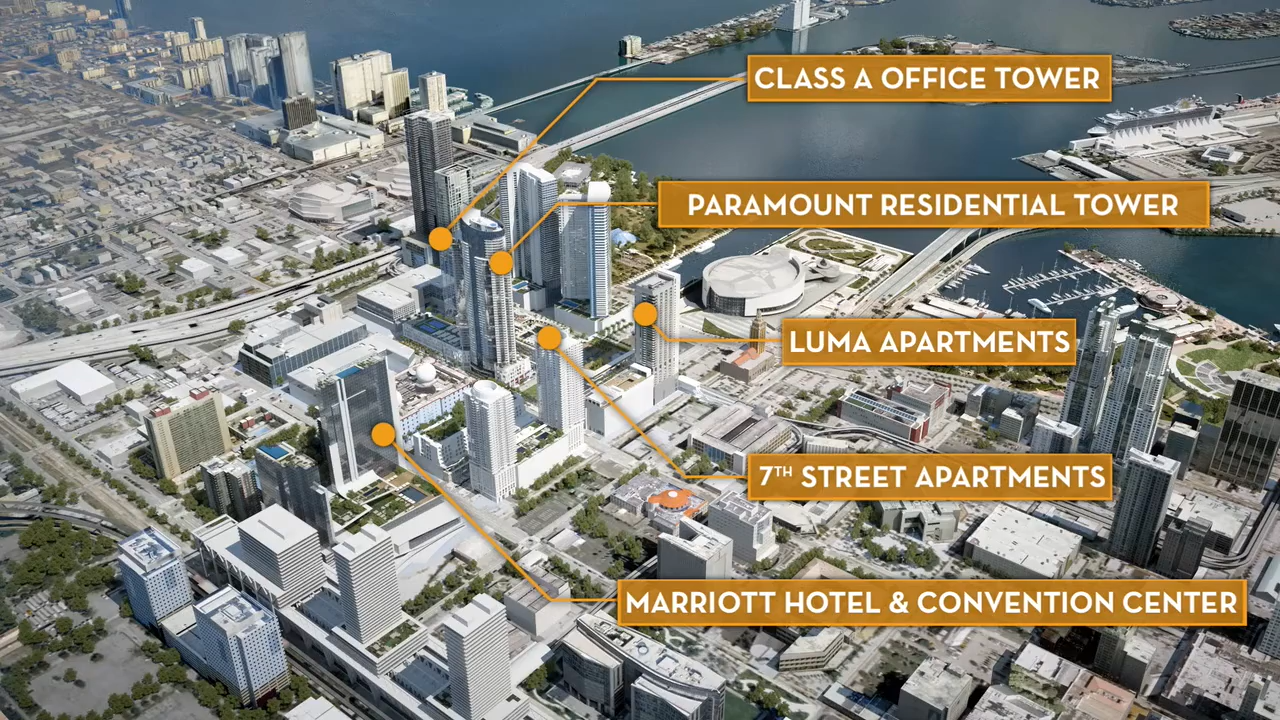 CLASS A OFFICE TOWER
PARAMOUNT RESIDENTIAL TOWER
LUMA APARTMENTS
7TH STREET APARTMENTS
MARRIOTT HOTEL & CONVENTION CENTER